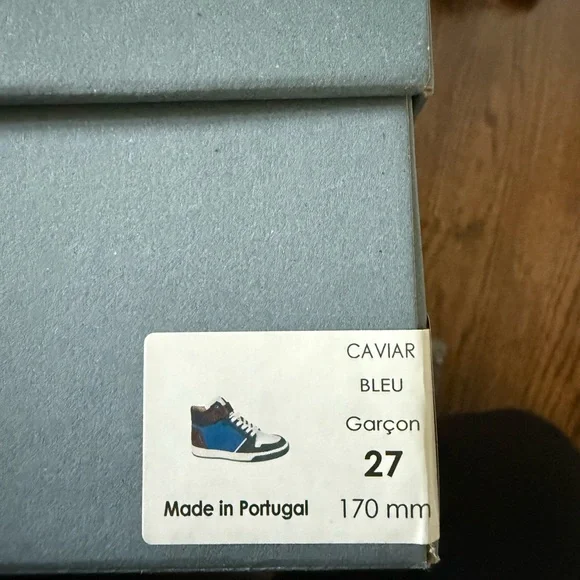 CAVIAR
BLEU
Garçon
27
Made in Portugal 170 mm